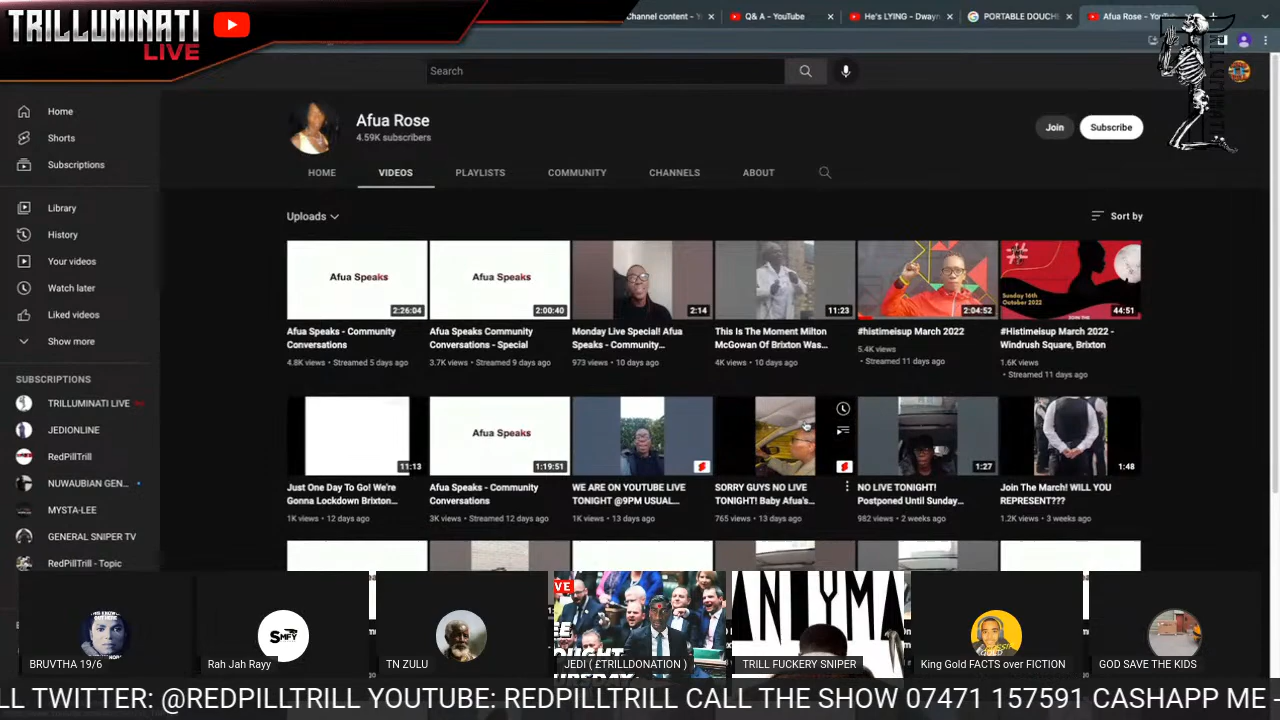 TRILLUMINATI
LIVE
Channel content -
Q & A - YouTube
He's LYING - Dwayn
PORTABLE DOUCHE
Afua Rose - YouTu
Search
Home
Shorts
Subscriptions
Library
History
Your videos
Watch later
Liked videos
Show more
SUBSCRIPTIONS
TRILLUMINATI LIVE
JEDIONLINE
RedPillTrill
NUWAUBIAN GEN...
MYSTA-LEE
GENERAL SNIPER TV
RedPillTrill - Topic
Afua Rose
4.59K subscribers
Join
Subscribe
HOME
VIDEOS
PLAYLISTS
COMMUNITY
CHANNELS
ABOUT
Uploads
Sort by
Afua Speaks
2:26:04
Afua Speaks - Community
Conversations
4.8K views • Streamed 5 days ago
Afua Speaks
2:00:40
Afua Speaks Community
Conversations - Special
3.7K views • Streamed 9 days ago
2:14
Monday Live Special! Afua
Speaks - Community...
973 views • 10 days ago
11:23
This Is The Moment Milton
McGowan Of Brixton Was...
4K views • 10 days ago
2:04:52
#histimeisup March 2022
5.4K views
• Streamed 11 days ago
#
Sunday 16th
October 2022
JOIN THE
44:51
#Histimeisup March 2022 -
Windrush Square, Brixton
1.6K views
• Streamed 11 days ago
11:13
Just One Day To Go! We're
Gonna Lockdown Brixton...
1K views • 12 days ago
Afua Speaks
1:19:51
Afua Speaks - Community
Conversations
3K views • Streamed 12 days ago
WE ARE ON YOUTUBE LIVE
TONIGHT @9PM USUAL...
1K views • 13 days ago
SORRY GUYS NO LIVE
TONIGHT! Baby Afua's...
765 views • 13 days ago
1:27
NO LIVE TONIGHT!
Postponed Until Sunday...
982 views • 2 weeks ago
1:48
Join The March! WILL YOU
REPRESENT???
1.2K views • 3 weeks ago
BRUVTHA 19/6
SMFY
Rah Jah Rayy
TN ZULU
VE
JEDI ( £TRILLDONATION )
ANLYMA
TRILL FUCKERY SNIPER
King Gold FACTS over FICTION
GOD SAVE THE KIDS
LL TWITTER: @REDPILLTRILL YOUTUBE: REDPILLTRILL CALL THE SHOW 07471 157591 CASHAPP ME -